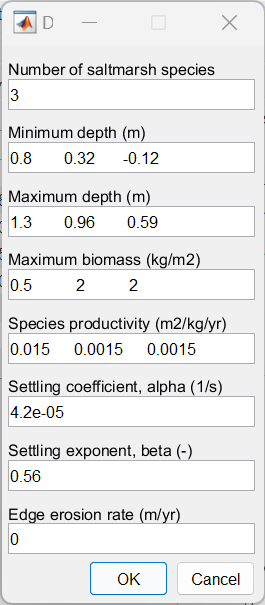 D
Number of saltmarsh species
3
Minimum depth (m)
0.8 0.32 -0.12
Maximum depth (m)
1.3 0.96 0.59
Maximum biomass (kg/m2)
0.5 2 2
Species productivity (m2/kg/yr)
0.015 0.0015 0.0015
Settling coefficient, alpha (1/s)
4.2e-05
Settling exponent, beta (-)
0.56
Edge erosion rate (m/yr)
0
OK Cancel